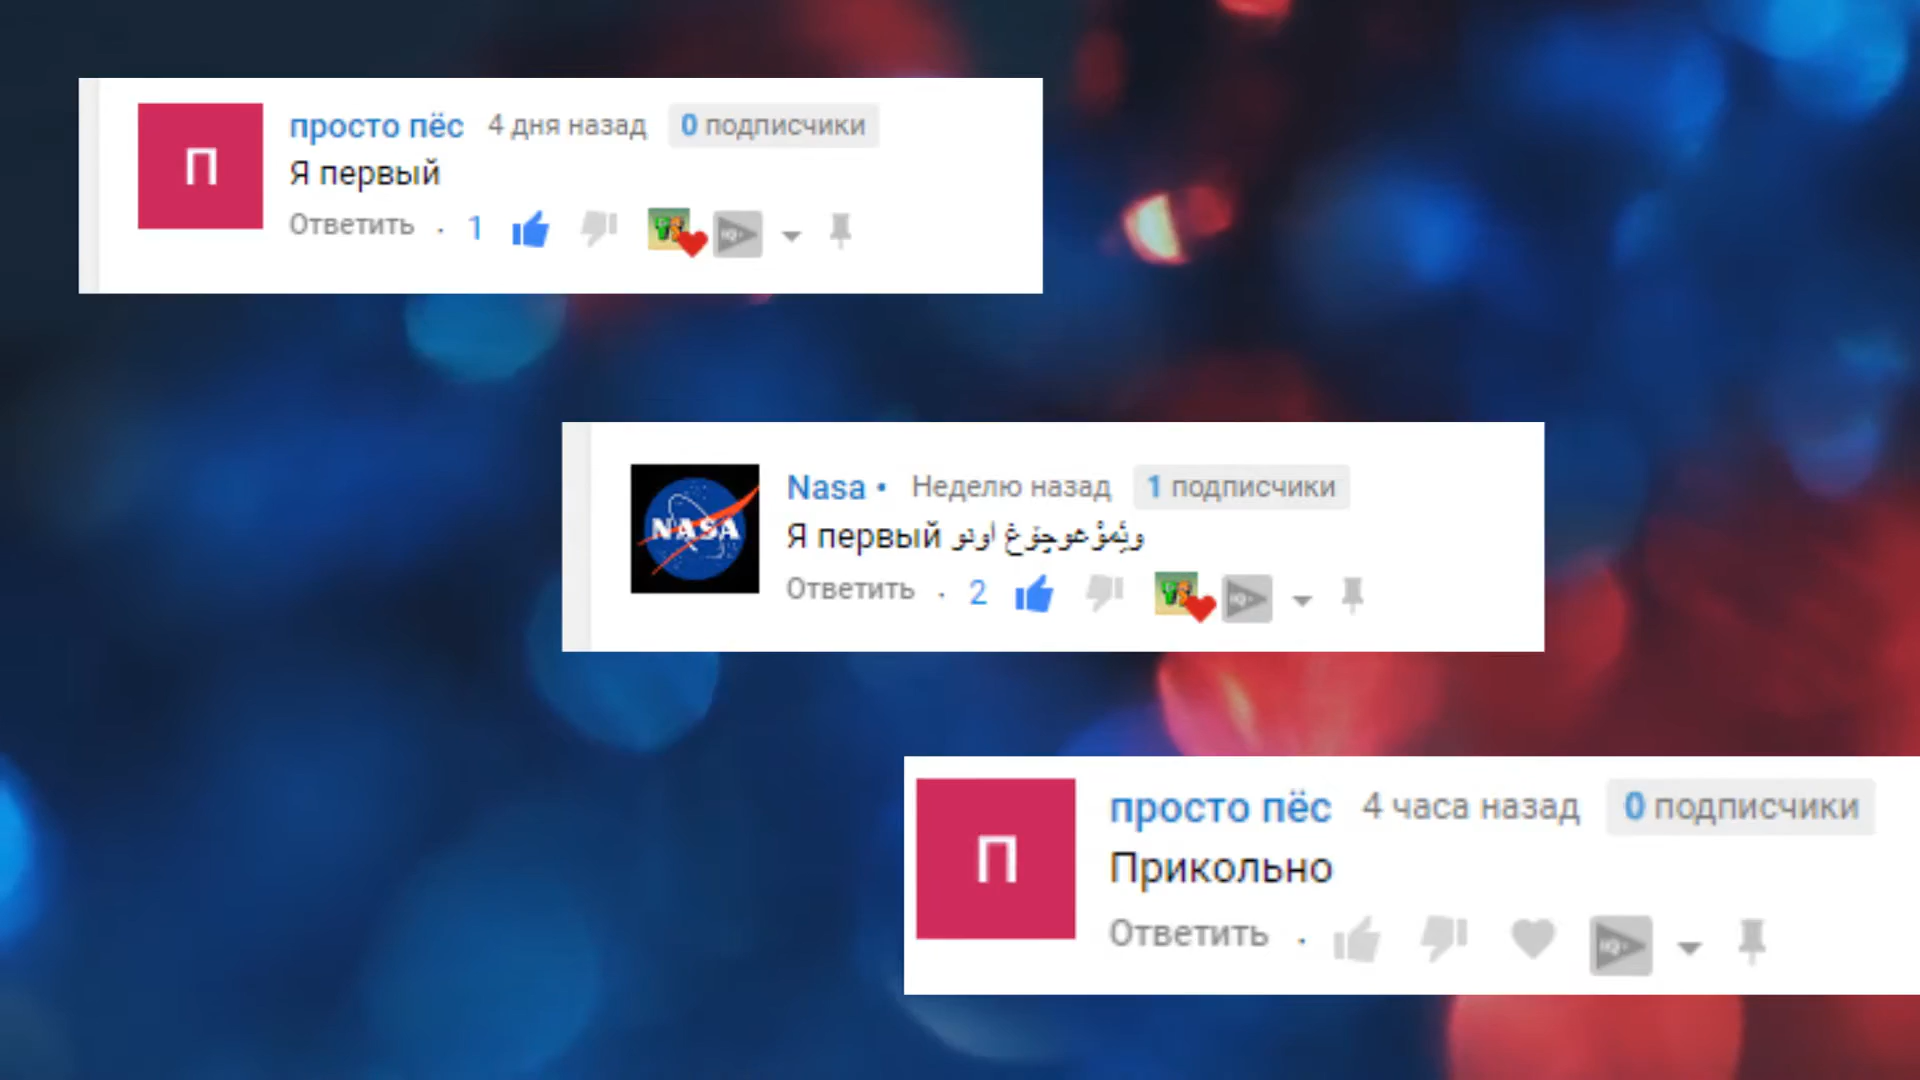 П
просто пёс 4 дня назад 0 подписчики
Я первый
Ответить · 1
NASA
Nasa • Неделю назад 1 подписчики
Я первый
Ответить · 2
П
просто пёс 4 часа назад 0 подписчики
Прикольно
Ответить ·